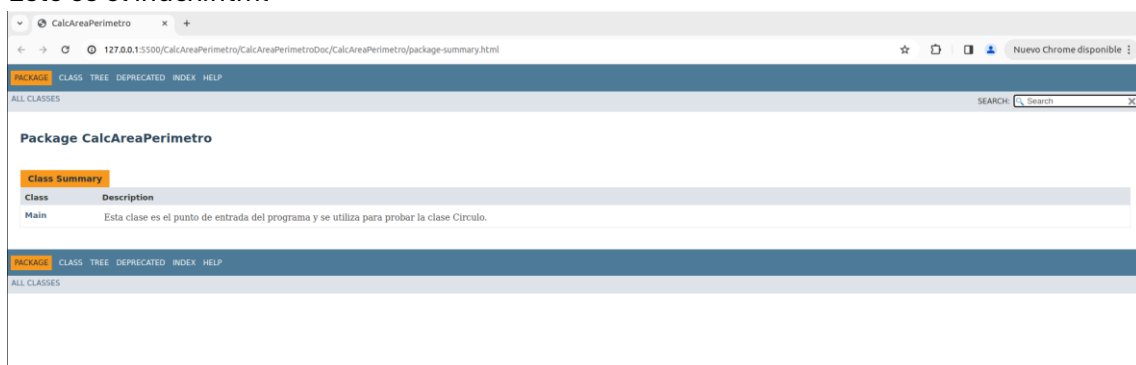 Este es el index.html
CalcAreaPerimetro
127.0.0.1:5500/CalcAreaPerimetro/CalcAreaPerimetroDoc/CalcAreaPerimetro/package-summary.html
Nuevo Chrome disponible
PACKAGE CLASS TREE DEPRECATED INDEX HELP
ALL CLASSES
SEARCH: Search
Package CalcAreaPerimetro
Class Summary
Class Description
Main Esta clase es el punto de entrada del programa y se utiliza para probar la clase Circulo.
PACKAGE CLASS TREE DEPRECATED INDEX HELP
ALL CLASSES